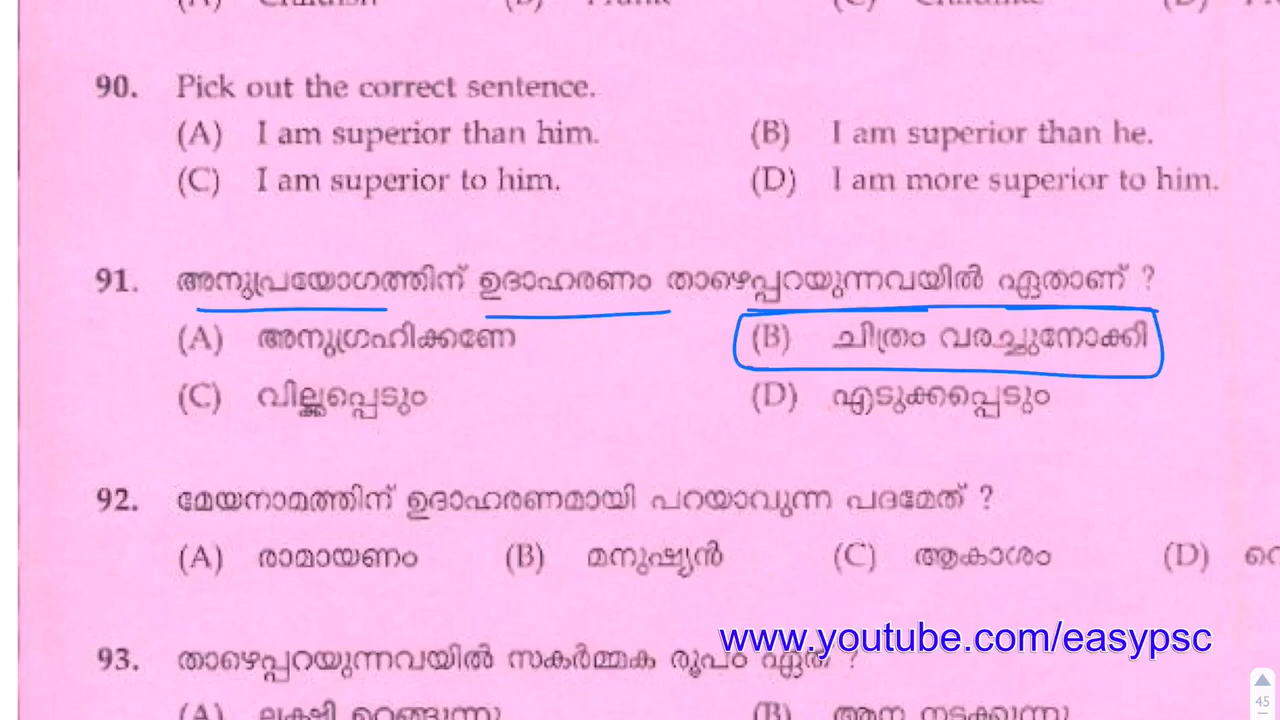 90. Pick out the correct sentence.
(A) I am superior than him. (B) I am superior than he.
(C) I am superior to him. (D) I am more superior to him.
91. അനുപ്രയോഗത്തിന് ഉദാഹരണം താഴെപ്പറയുന്നവയിൽ ഏതാണ് ?
(A) അനുഗ്രഹിക്കണേ (B) ചിത്രം വരച്ചുനോക്കി
(C) വില്ക്കപ്പെടും (D) എടുക്കപ്പെടും
92. മേയനാമത്തിന് ഉദാഹരണമായി പറയാവുന്ന പദമേത് ?
(A) രാമായണം (B) മനുഷ്യൻ (C) ആകാശം (D)
www.youtube.com/easypsc
93. താഴെപ്പറയുന്നവയിൽ സകർമ്മക രൂപം ഏത് ?
45